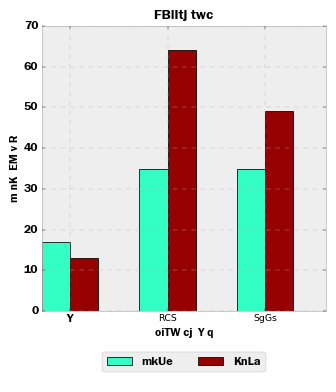 FBIltJ twc
70
60
50
40
30
20
10
0
m nK EM v R
Y RCS SgGs
oiTW cj Y q
mkUe KnLa